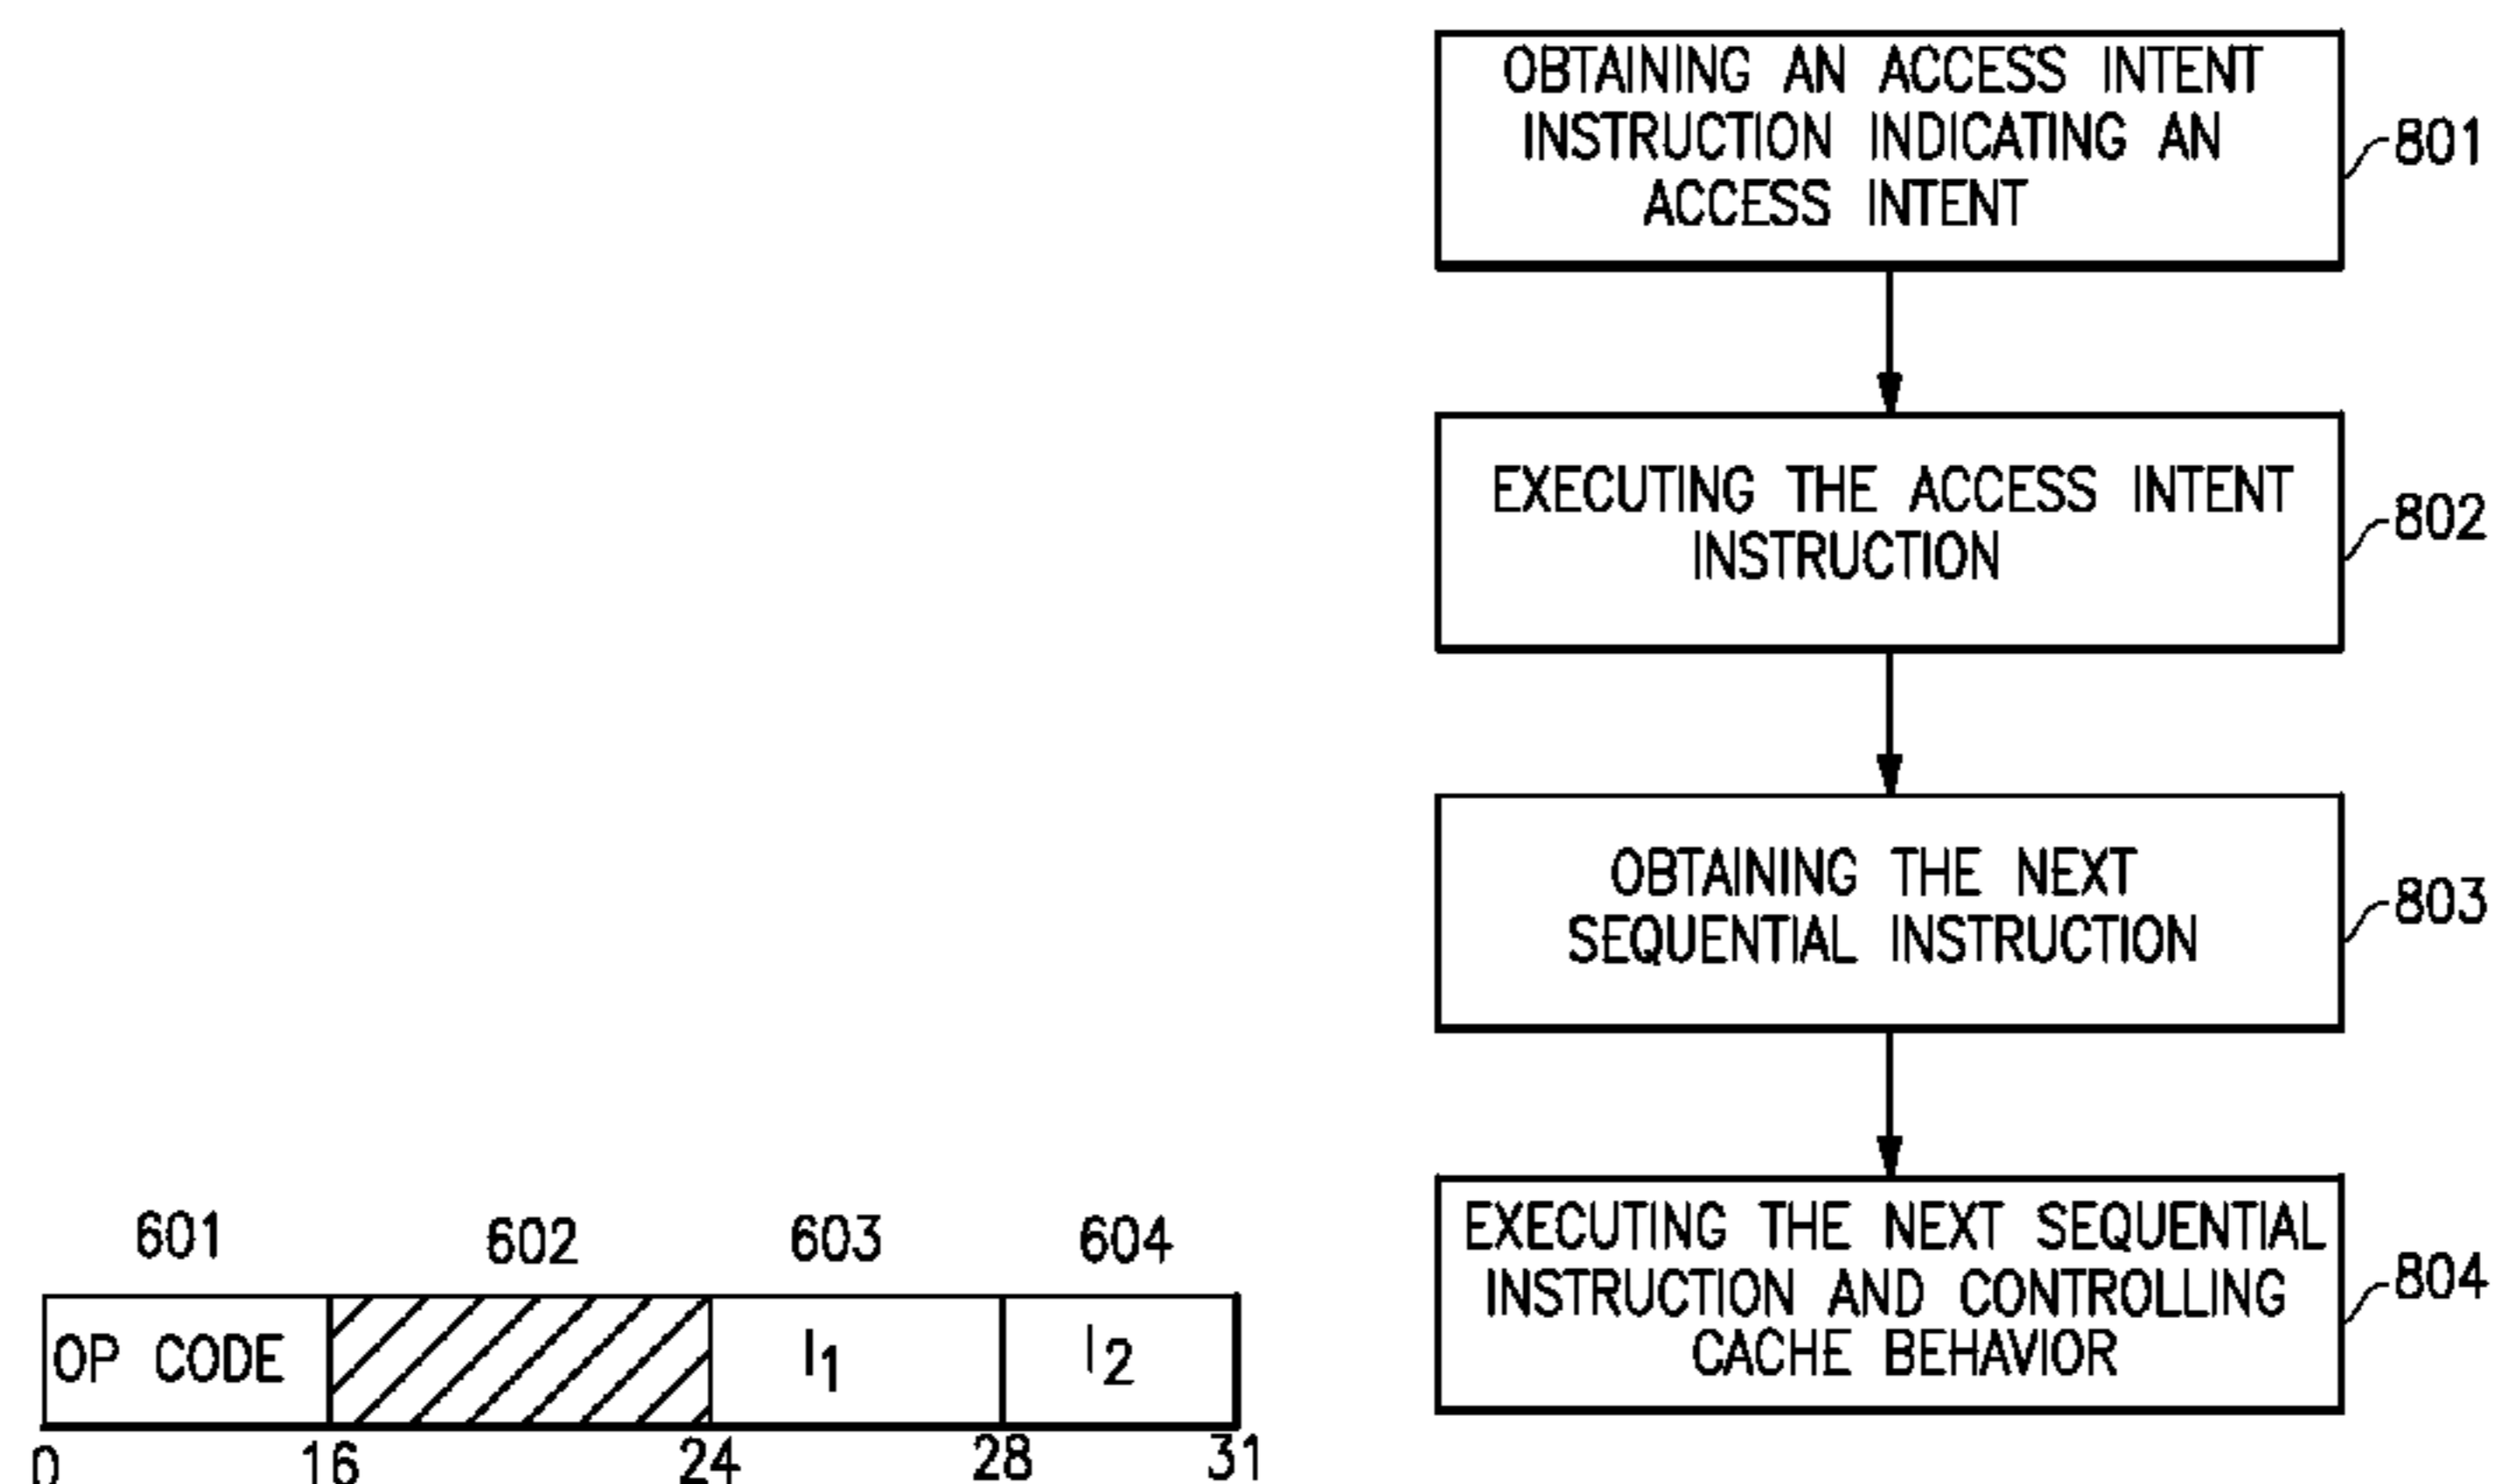 601 602 603 604
OP CODE I1 I2
0 16 24 28 31
OBTAINING AN ACCESS INTENT
INSTRUCTION INDICATING AN
ACCESS INTENT
801
EXECUTING THE ACCESS INTENT
INSTRUCTION
802
OBTAINING THE NEXT
SEQUENTIAL INSTRUCTION
803
EXECUTING THE NEXT SEQUENTIAL
INSTRUCTION AND CONTROLLING
CACHE BEHAVIOR
804